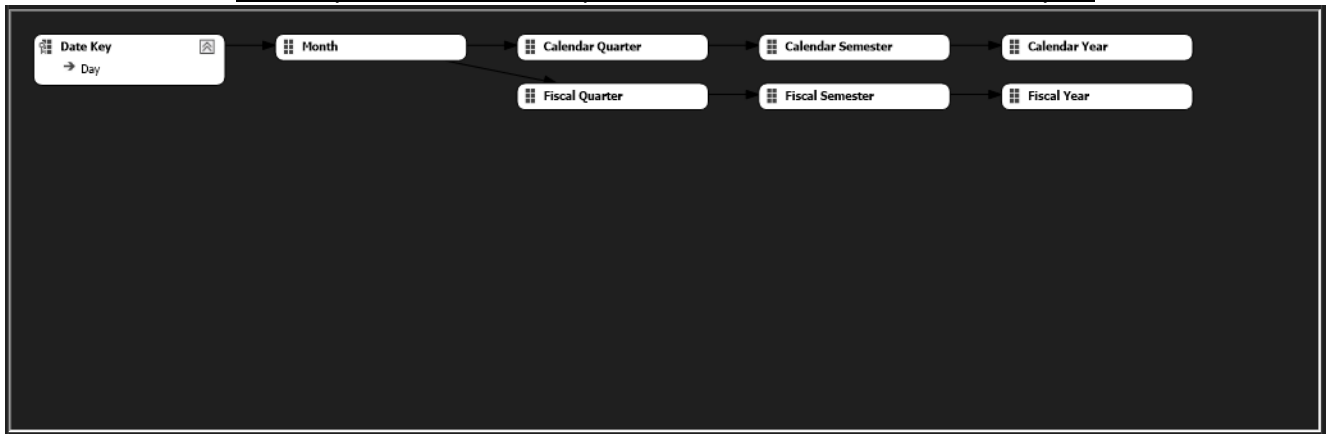 Date Key
Day
Month
Calendar Quarter
Calendar Semester
Calendar Year
Fiscal Quarter
Fiscal Semester
Fiscal Year